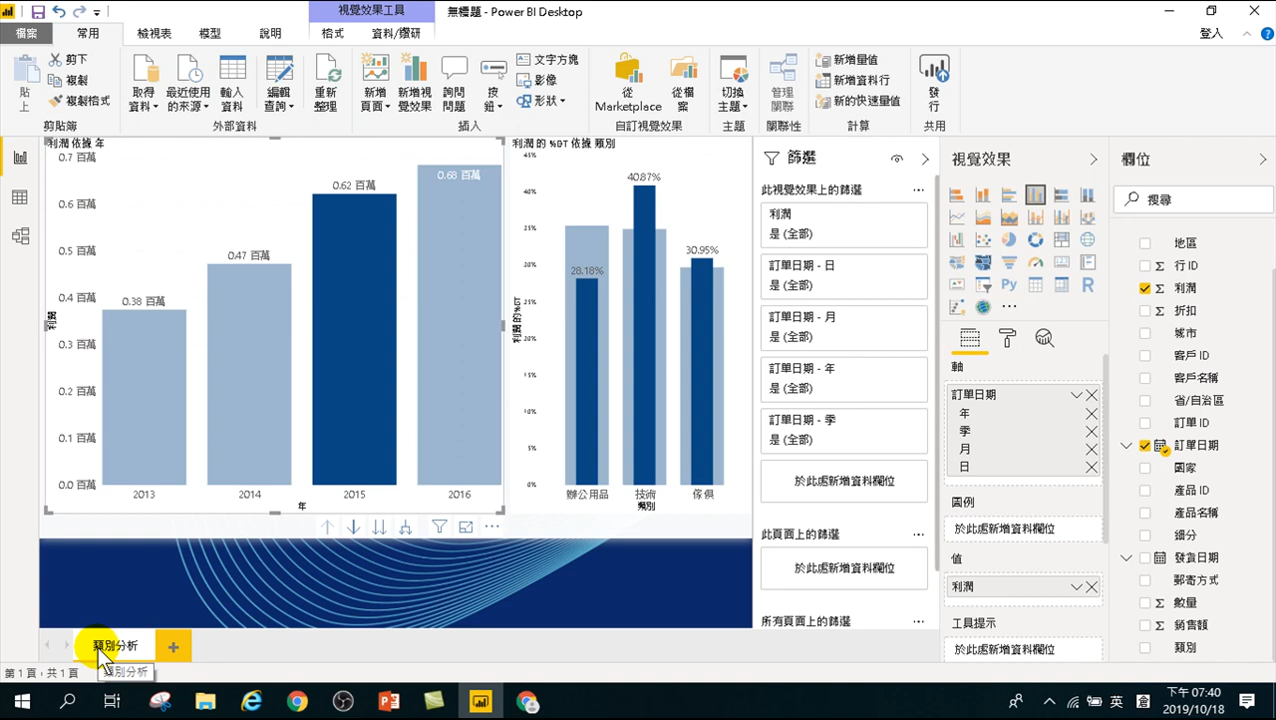 視覺效果工具
無標題 - Power BI Desktop
檔案
常用
檢視表
模型
說明
格式
資料/鑽研
登入
貼上
剪下
複製
複製格式
剪貼簿
取得資料
最近使用的來源
輸入資料
編輯查詢
重新整理
外部資料
新增頁面
新增視覺效果
詢問問題
按鈕
文字方塊
影像
形狀
插入
從 Marketplace
從檔案
自訂視覺效果
切換主題
主題
管理關聯
關聯性
新增量值
新增資料行
新的快速量值
計算
發行
共用
利潤 依據 年
0.7 百萬
0.6 百萬
0.5 百萬
0.4 百萬
0.3 百萬
0.2 百萬
0.1 百萬
0.0 百萬
利潤
0.38 百萬
0.47 百萬
0.62 百萬
0.68 百萬
2013
2014
2015
2016
年
利潤 的 %GT 依據 類別
45%
40%
35%
30%
25%
20%
15%
10%
5%
0%
利潤 的 %GT
28.18%
40.87%
30.95%
辦公用品
技術
傢俱
類別
篩選
此視覺效果上的篩選
利潤
是 (全部)
訂單日期 - 日
是 (全部)
訂單日期 - 月
是 (全部)
訂單日期 - 年
是 (全部)
訂單日期 - 季
是 (全部)
於此處新增資料欄位
此頁面上的篩選
於此處新增資料欄位
所有頁面上的篩選
視覺效果
Py
R
軸
訂單日期
年
季
月
日
圖例
於此處新增資料欄位
值
利潤
工具提示
於此處新增資料欄位
欄位
搜尋
地區
行 ID
利潤
折扣
城市
客戶 ID
客戶名稱
省/自治區
訂單 ID
訂單日期
國家
產品 ID
產品名稱
細分
發貨日期
郵寄方式
數量
銷售額
類別
類別分析
類別分析
第 1 頁，共 1 頁
英
下午 07:40
2019/10/18